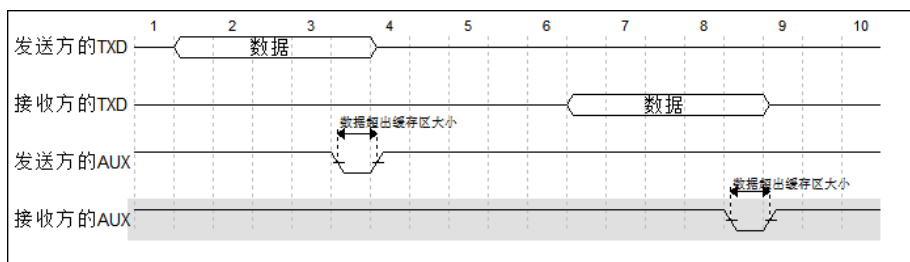 1 2 3 4 5 6 7 8 9 10
发送方的TXD 数据
接收方的TXD 数据
数据超出缓存区大小
发送方的AUX
数据超出缓存区大小
接收方的AUX